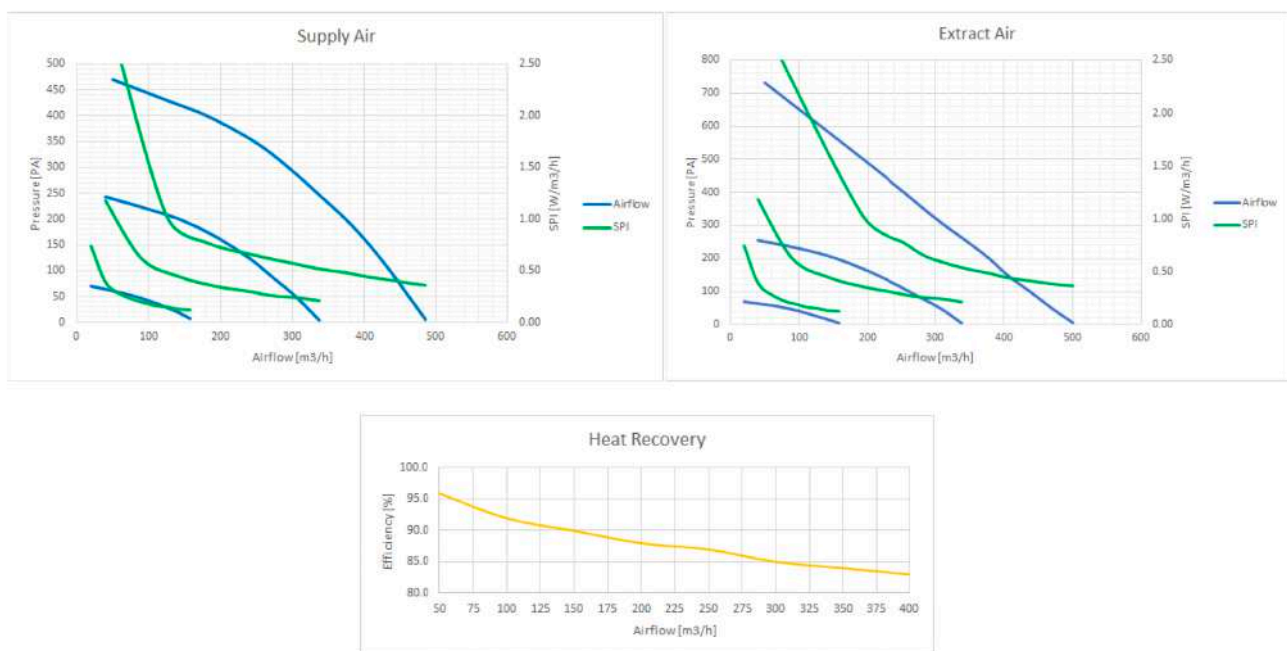 Supply Air
500
450
400
350
300
250
200
150
100
50
0
Pressure [PA]
2.50
2.00
1.50
1.00
0.50
0.00
SPI [W/m3/h]
0 100 200 300 400 500 600
Airflow [m3/h]
Airflow
SPI
Extract Air
800
700
600
500
400
300
200
100
0
Pressure [PA]
2.50
2.00
1.50
1.00
0.50
0.00
SPI [W/m3/h]
0 100 200 300 400 500 600
Airflow [m3/h]
Airflow
SPI
Heat Recovery
100.0
95.0
90.0
85.0
80.0
Efficiency [%]
50 75 100 125 150 175 200 225 250 275 300 325 350 375 400
Airflow [m3/h]